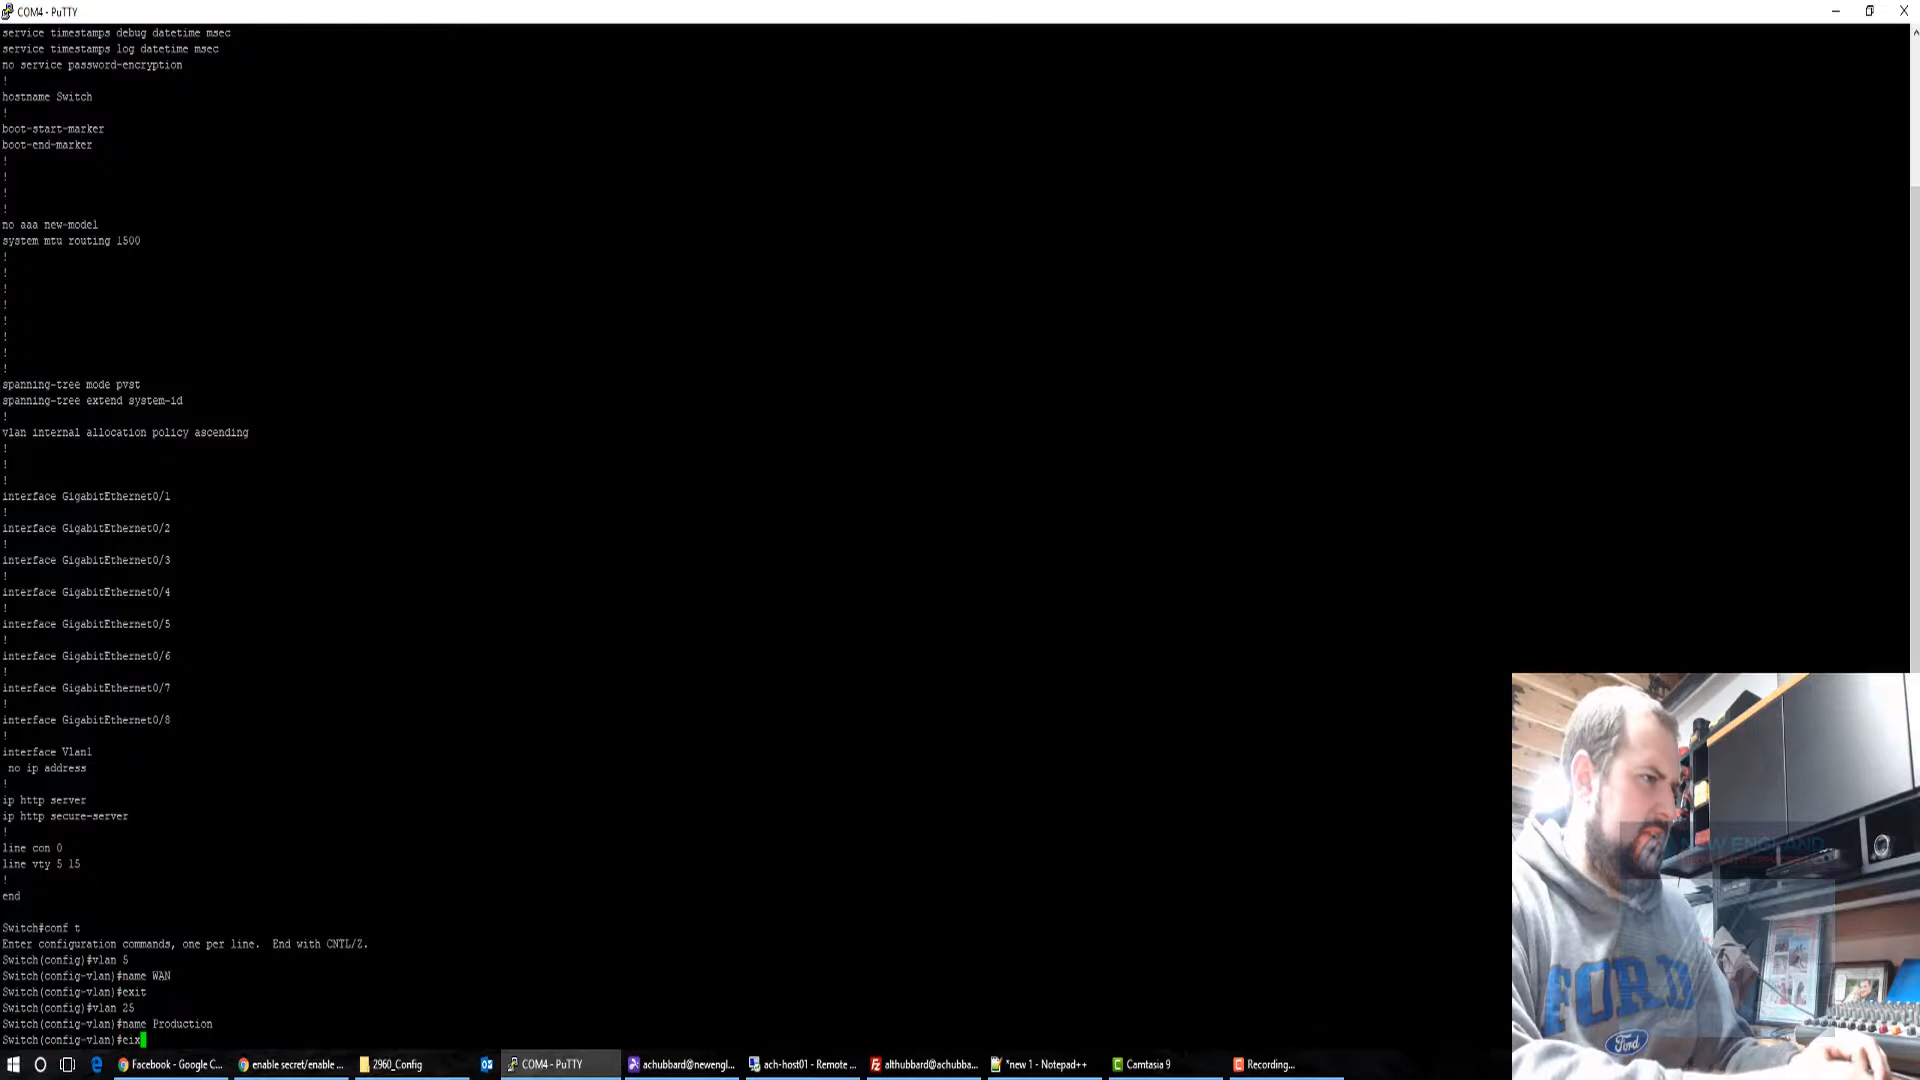 COM4 - PuTTY
service timestamps debug datetime msec
service timestamps log datetime msec
no service password-encryption
!
hostname Switch
!
boot-start-marker
boot-end-marker
!
!
!
!
no aaa new-model
system mtu routing 1500
!
!
!
!
!
!
!
!
spanning-tree mode pvst
spanning-tree extend system-id
!
vlan internal allocation policy ascending
!
!
!
interface GigabitEthernet0/1
!
interface GigabitEthernet0/2
!
interface GigabitEthernet0/3
!
interface GigabitEthernet0/4
!
interface GigabitEthernet0/5
!
interface GigabitEthernet0/6
!
interface GigabitEthernet0/7
!
interface GigabitEthernet0/8
!
interface Vlan1
no ip address
!
ip http server
ip http secure-server
!
line con 0
line vty 5 15
!
end
Switch#conf t
Enter configuration commands, one per line.  End with CNTL/Z.
Switch(config)#vlan 5
Switch(config-vlan)#name WAN
Switch(config-vlan)#exit
Switch(config)#vlan 25
Switch(config-vlan)#name Production
Switch(config-vlan)#eix
NEW ENGLAND
FORD
Ford
Facebook - Google C...
enable secret/enable ...
2960_Config
COM4 - PuTTY
achubbard@newengl...
ach-host01 - Remote ...
althubbard@achubba...
*new 1 - Notepad++
Camtasia 9
Recording...